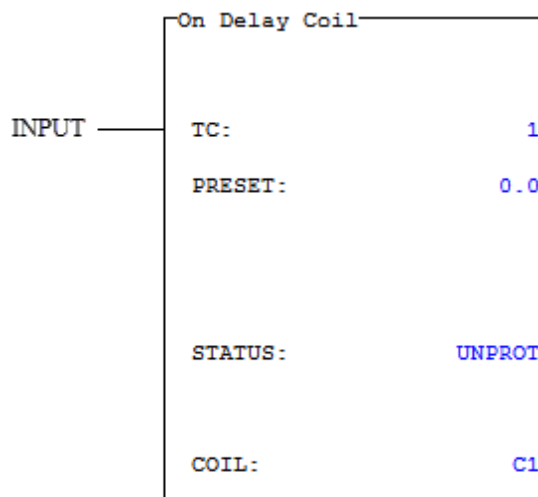 On Delay Coil
INPUT TC: 1
PRESET: 0.0
STATUS: UNPROT
COIL: C1